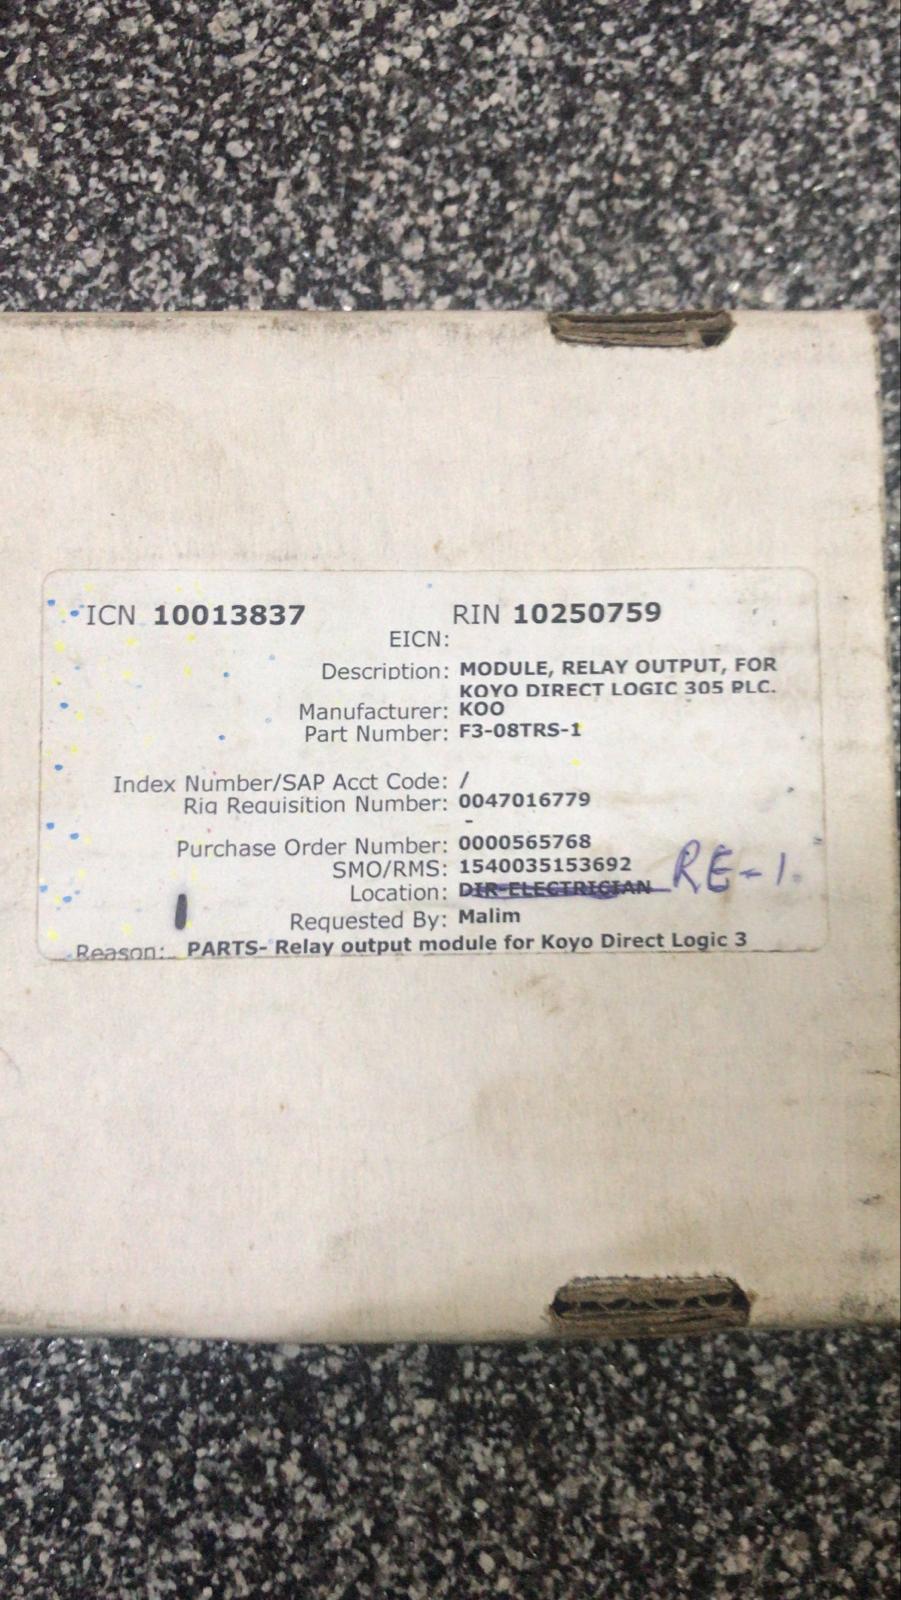 ICN 10013837 RIN 10250759
EICN:
Description: MODULE, RELAY OUTPUT, FOR
KOYO DIRECT LOGIC 305 PLC.
Manufacturer: KOO
Part Number: F3-08TRS-1
Index Number/SAP Acct Code: /
Rig Requisition Number: 0047016779
-
Purchase Order Number: 0000565768
SMO/RMS: 1540035153692
Location: DIR-ELECTRICIAN RE-1.
Requested By: Malim
Reason: PARTS- Relay output module for Koyo Direct Logic 3